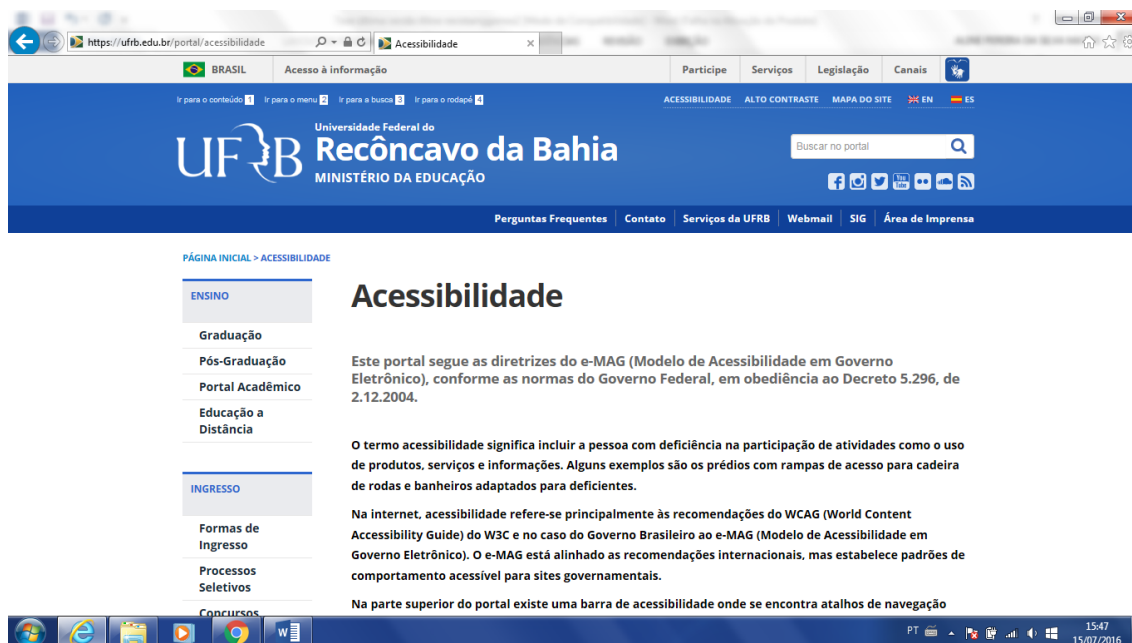 https://ufrb.edu.br/portal/acessibilidade
Acessibilidade
BRASIL Acesso à informação Participe Serviços Legislação Canais
Ir para o conteúdo 1 Ir para o menu 2 Ir para a busca 3 Ir para o rodapé 4 ACESSIBILIDADE ALTO CONTRASTE MAPA DO SITE EN ES
UFRB
Universidade Federal do
Recôncavo da Bahia
MINISTÉRIO DA EDUCAÇÃO
Buscar no portal
You Tube
Perguntas Frequentes Contato Serviços da UFRB Webmail SIG Área de Imprensa
PÁGINA INICIAL > ACESSIBILIDADE
ENSINO
Graduação
Pós-Graduação
Portal Acadêmico
Educação a
Distância
INGRESSO
Formas de
Ingresso
Processos
Seletivos
Concursos
Acessibilidade
Este portal segue as diretrizes do e-MAG (Modelo de Acessibilidade em Governo
Eletrônico), conforme as normas do Governo Federal, em obediência ao Decreto 5.296, de
2.12.2004.
O termo acessibilidade significa incluir a pessoa com deficiência na participação de atividades como o uso
de produtos, serviços e informações. Alguns exemplos são os prédios com rampas de acesso para cadeira
de rodas e banheiros adaptados para deficientes.
Na internet, acessibilidade refere-se principalmente às recomendações do WCAG (World Content
Accessibility Guide) do W3C e no caso do Governo Brasileiro ao e-MAG (Modelo de Acessibilidade em
Governo Eletrônico). O e-MAG está alinhado as recomendações internacionais, mas estabelece padrões de
comportamento acessível para sites governamentais.
Na parte superior do portal existe uma barra de acessibilidade onde se encontra atalhos de navegação
PT 15:47
15/07/2016